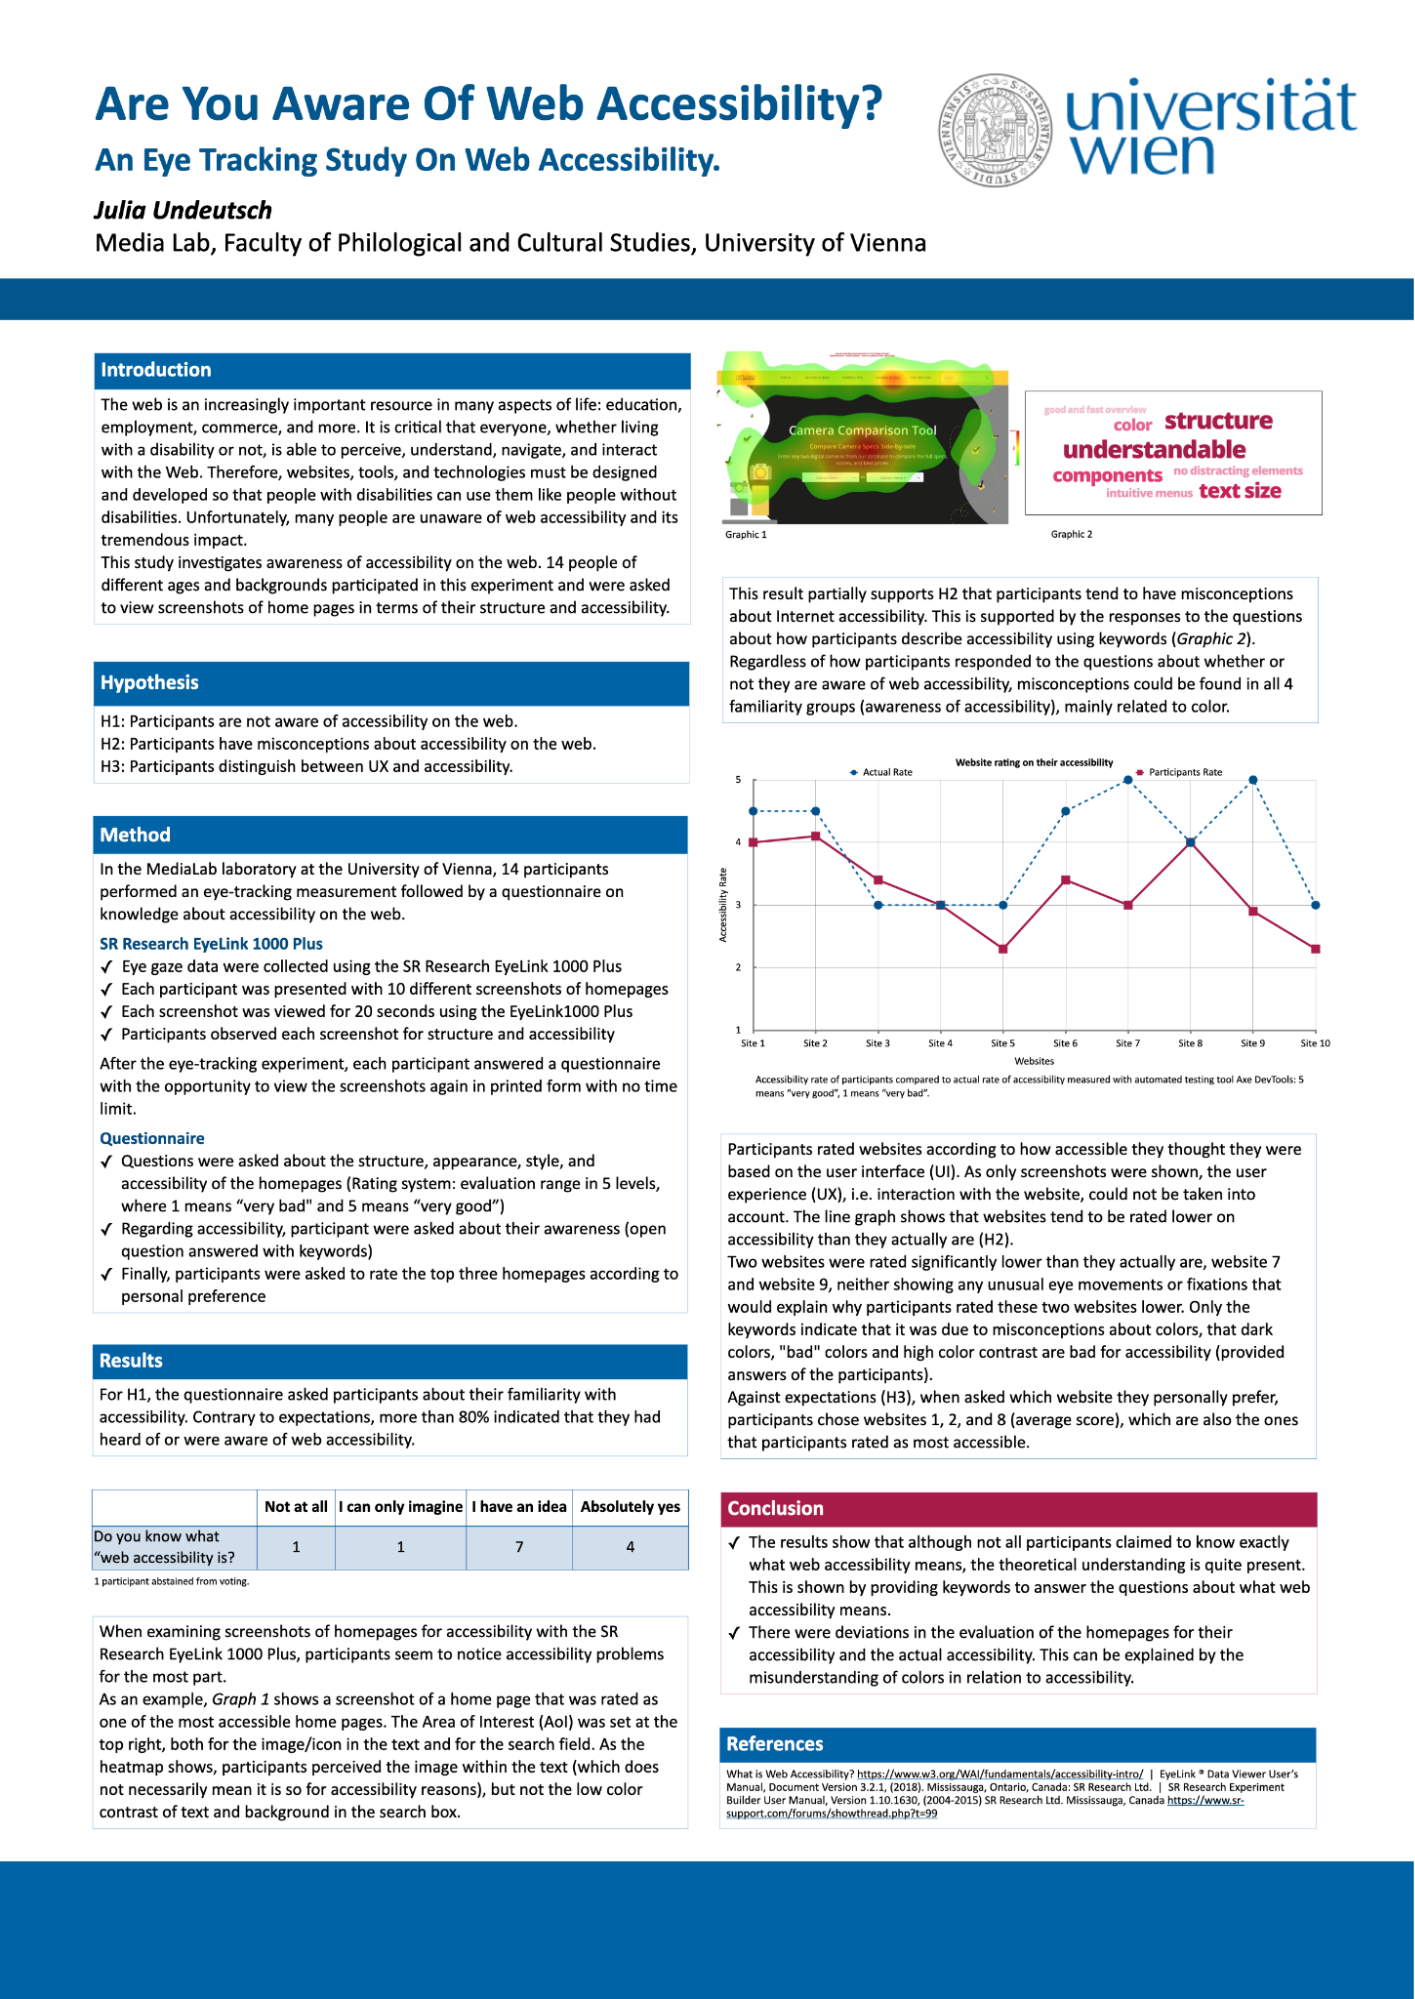 Are You Aware Of Web Accessibility?
An Eye Tracking Study On Web Accessibility.
Julia Undeutsch
Media Lab, Faculty of Philological and Cultural Studies, University of Vienna
universität
wien
Introduction
The web is an increasingly important resource in many aspects of life: education,
employment, commerce, and more. It is critical that everyone, whether living
with a disability or not, is able to perceive, understand, navigate, and interact
with the Web. Therefore, websites, tools, and technologies must be designed
and developed so that people with disabilities can use them like people without
disabilities. Unfortunately, many people are unaware of web accessibility and its
tremendous impact.
This study investigates awareness of accessibility on the web. 14 people of
different ages and backgrounds participated in this experiment and were asked
to view screenshots of home pages in terms of their structure and accessibility.
Hypothesis
H1: Participants are not aware of accessibility on the web.
H2: Participants have misconceptions about accessibility on the web.
H3: Participants distinguish between UX and accessibility.
Method
In the MediaLab laboratory at the University of Vienna, 14 participants
performed an eye-tracking measurement followed by a questionnaire on
knowledge about accessibility on the web.
SR Research EyeLink 1000 Plus
✓ Eye gaze data were collected using the SR Research EyeLink 1000 Plus
✓ Each participant was presented with 10 different screenshots of homepages
✓ Each screenshot was viewed for 20 seconds using the EyeLink1000 Plus
✓ Participants observed each screenshot for structure and accessibility
After the eye-tracking experiment, each participant answered a questionnaire
with the opportunity to view the screenshots again in printed form with no time
limit.
Questionnaire
✓ Questions were asked about the structure, appearance, style, and
accessibility of the homepages (Rating system: evaluation range in 5 levels,
where 1 means “very bad" and 5 means “very good”)
✓ Regarding accessibility, participant were asked about their awareness (open
question answered with keywords)
✓ Finally, participants were asked to rate the top three homepages according to
personal preference
Results
For H1, the questionnaire asked participants about their familiarity with
accessibility. Contrary to expectations, more than 80% indicated that they had
heard of or were aware of web accessibility.
Not at all I can only imagine I have an idea Absolutely yes
Do you know what
“web accessibility is?
1 1 7 4
1 participant abstained from voting.
When examining screenshots of homepages for accessibility with the SR
Research EyeLink 1000 Plus, participants seem to notice accessibility problems
for the most part.
As an example, Graph 1 shows a screenshot of a home page that was rated as
one of the most accessible home pages. The Area of Interest (AoI) was set at the
top right, both for the image/icon in the text and for the search field. As the
heatmap shows, participants perceived the image within the text (which does
not necessarily mean it is so for accessibility reasons), but not the low color
contrast of text and background in the search box.
Camera Comparison Tool
Compare Camera Specs Side-by-side
Graphic 1
good and fast overview
color structure
understandable
components no distracting elements
intuitive menus text size
Graphic 2
This result partially supports H2 that participants tend to have misconceptions
about Internet accessibility. This is supported by the responses to the questions
about how participants describe accessibility using keywords (Graphic 2).
Regardless of how participants responded to the questions about whether or
not they are aware of web accessibility, misconceptions could be found in all 4
familiarity groups (awareness of accessibility), mainly related to color.
Website rating on their accessibility
Actual Rate Participants Rate
5
4
3
2
1
Accessibility Rate
Site 1 Site 2 Site 3 Site 4 Site 5 Site 6 Site 7 Site 8 Site 9 Site 10
Websites
Accessibility rate of participants compared to actual rate of accessibility measured with automated testing tool Axe DevTools: 5
means “very good”, 1 means “very bad”.
Participants rated websites according to how accessible they thought they were
based on the user interface (UI). As only screenshots were shown, the user
experience (UX), i.e. interaction with the website, could not be taken into
account. The line graph shows that websites tend to be rated lower on
accessibility than they actually are (H2).
Two websites were rated significantly lower than they actually are, website 7
and website 9, neither showing any unusual eye movements or fixations that
would explain why participants rated these two websites lower. Only the
keywords indicate that it was due to misconceptions about colors, that dark
colors, "bad" colors and high color contrast are bad for accessibility (provided
answers of the participants).
Against expectations (H3), when asked which website they personally prefer,
participants chose websites 1, 2, and 8 (average score), which are also the ones
that participants rated as most accessible.
Conclusion
✓ The results show that although not all participants claimed to know exactly
what web accessibility means, the theoretical understanding is quite present.
This is shown by providing keywords to answer the questions about what web
accessibility means.
✓ There were deviations in the evaluation of the homepages for their
accessibility and the actual accessibility. This can be explained by the
misunderstanding of colors in relation to accessibility.
References
What is Web Accessibility? https://www.w3.org/WAI/fundamentals/accessibility-intro/ | EyeLink ® Data Viewer User’s
Manual, Document Version 3.2.1, (2018). Mississauga, Ontario, Canada: SR Research Ltd. | SR Research Experiment
Builder User Manual, Version 1.10.1630, (2004-2015) SR Research Ltd. Mississauga, Canada https://www.sr-
support.com/forums/showthread.php?t=99